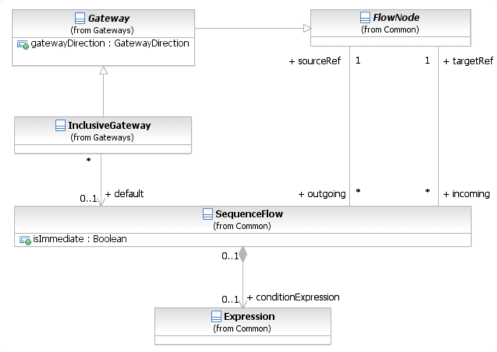 Gateway
(from Gateways)
gatewayDirection : GatewayDirection
FlowNode
(from Common)
+ sourceRef 1 1 + targetRef
InclusiveGateway
(from Gateways)
*
0..1 + default
+ outgoing * * + incoming
SequenceFlow
(from Common)
isImmediate : Boolean
0..1
0..1 + conditionExpression
Expression
(from Common)